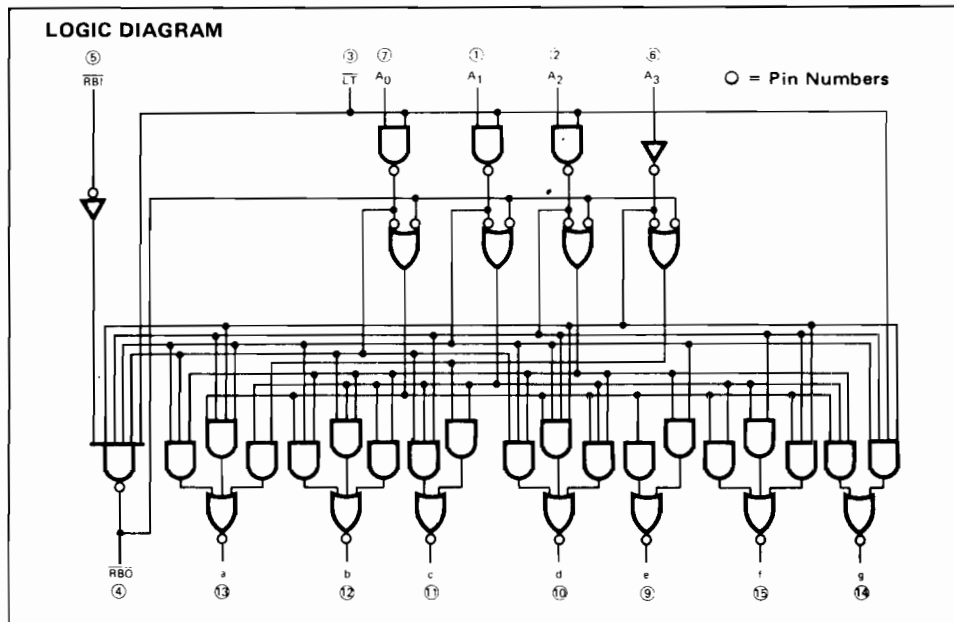 LOGIC DIAGRAM
⑤ ③ ⑦ ① 2 ⑥
RBI LT A0 A1 A2 A3
○ = Pin Numbers
RBO a b c d e f g
④ ⑬ ⑫ ⑪ ⑩ ⑨ ⑮ ⑭